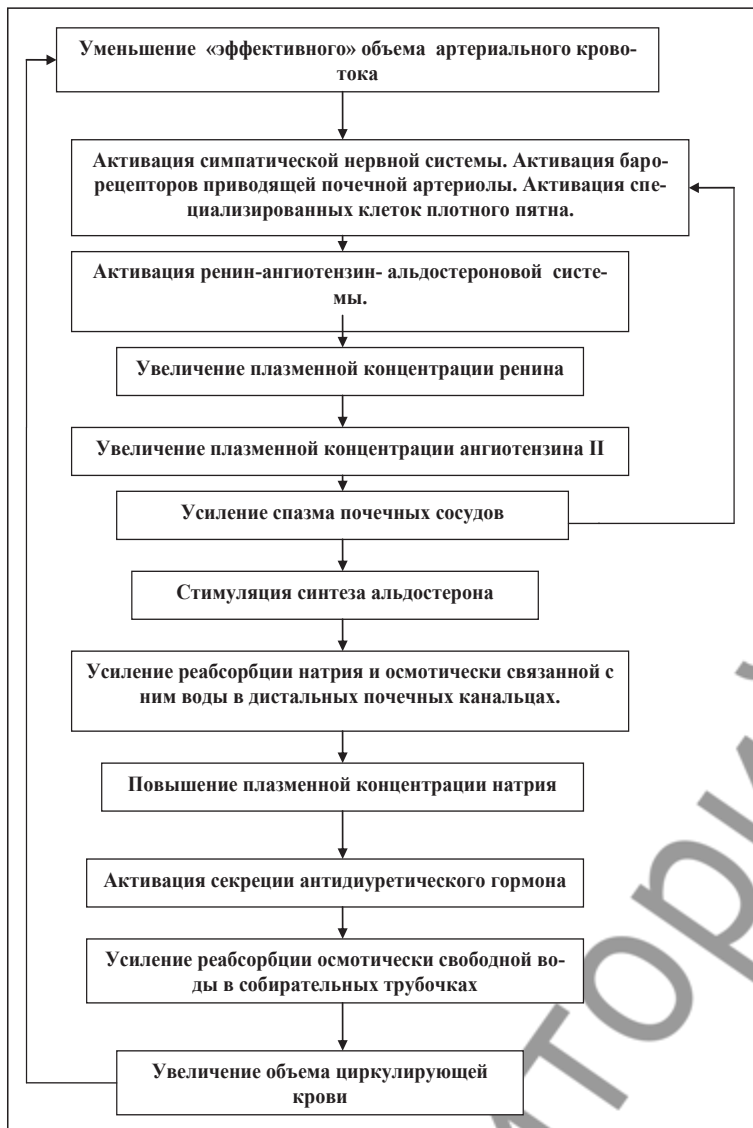 Уменьшение «эффективного» объема артериального крово-
тока
Активация симпатической нервной системы. Активация баро-
рецепторов приводящей почечной артериолы. Активация спе-
циализированных клеток плотного пятна.
Активация ренин-ангиотензин- альдостероновой систе-
мы.
Увеличение плазменной концентрации ренина
Увеличение плазменной концентрации ангиотензина II
Усиление спазма почечных сосудов
Стимуляция синтеза альдостерона
Усиление реабсорбции натрия и осмотически связанной с
ним воды в дистальных почечных канальцах.
Повышение плазменной концентрации натрия
Активация секреции антидиуретического гормона
Усиление реабсорбции осмотически свободной во-
ды в собирательных трубочках
Увеличение объема циркулирующей
крови